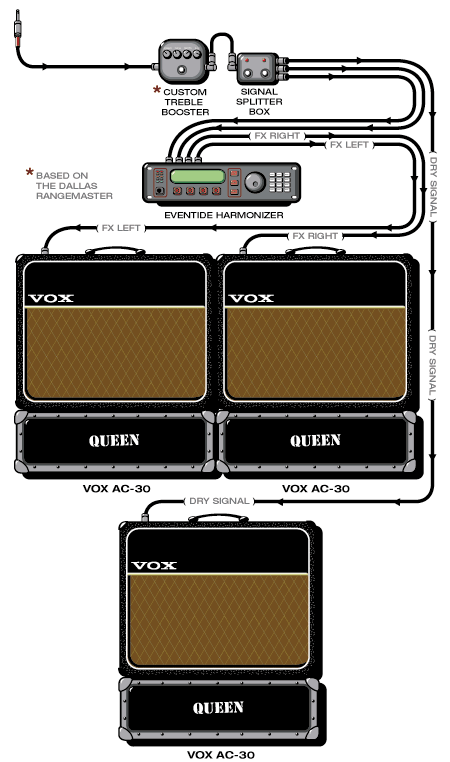 * CUSTOM
TREBLE
BOOSTER
SIGNAL
SPLITTER
BOX
FX RIGHT
FX LEFT
DRY SIGNAL
* BASED ON
THE DALLAS
RANGEMASTER
EVENTIDE HARMONIZER
FX LEFT
FX RIGHT
VOX
VOX
DRY SIGNAL
QUEEN
QUEEN
VOX AC-30
VOX AC-30
DRY SIGNAL
VOX
QUEEN
VOX AC-30